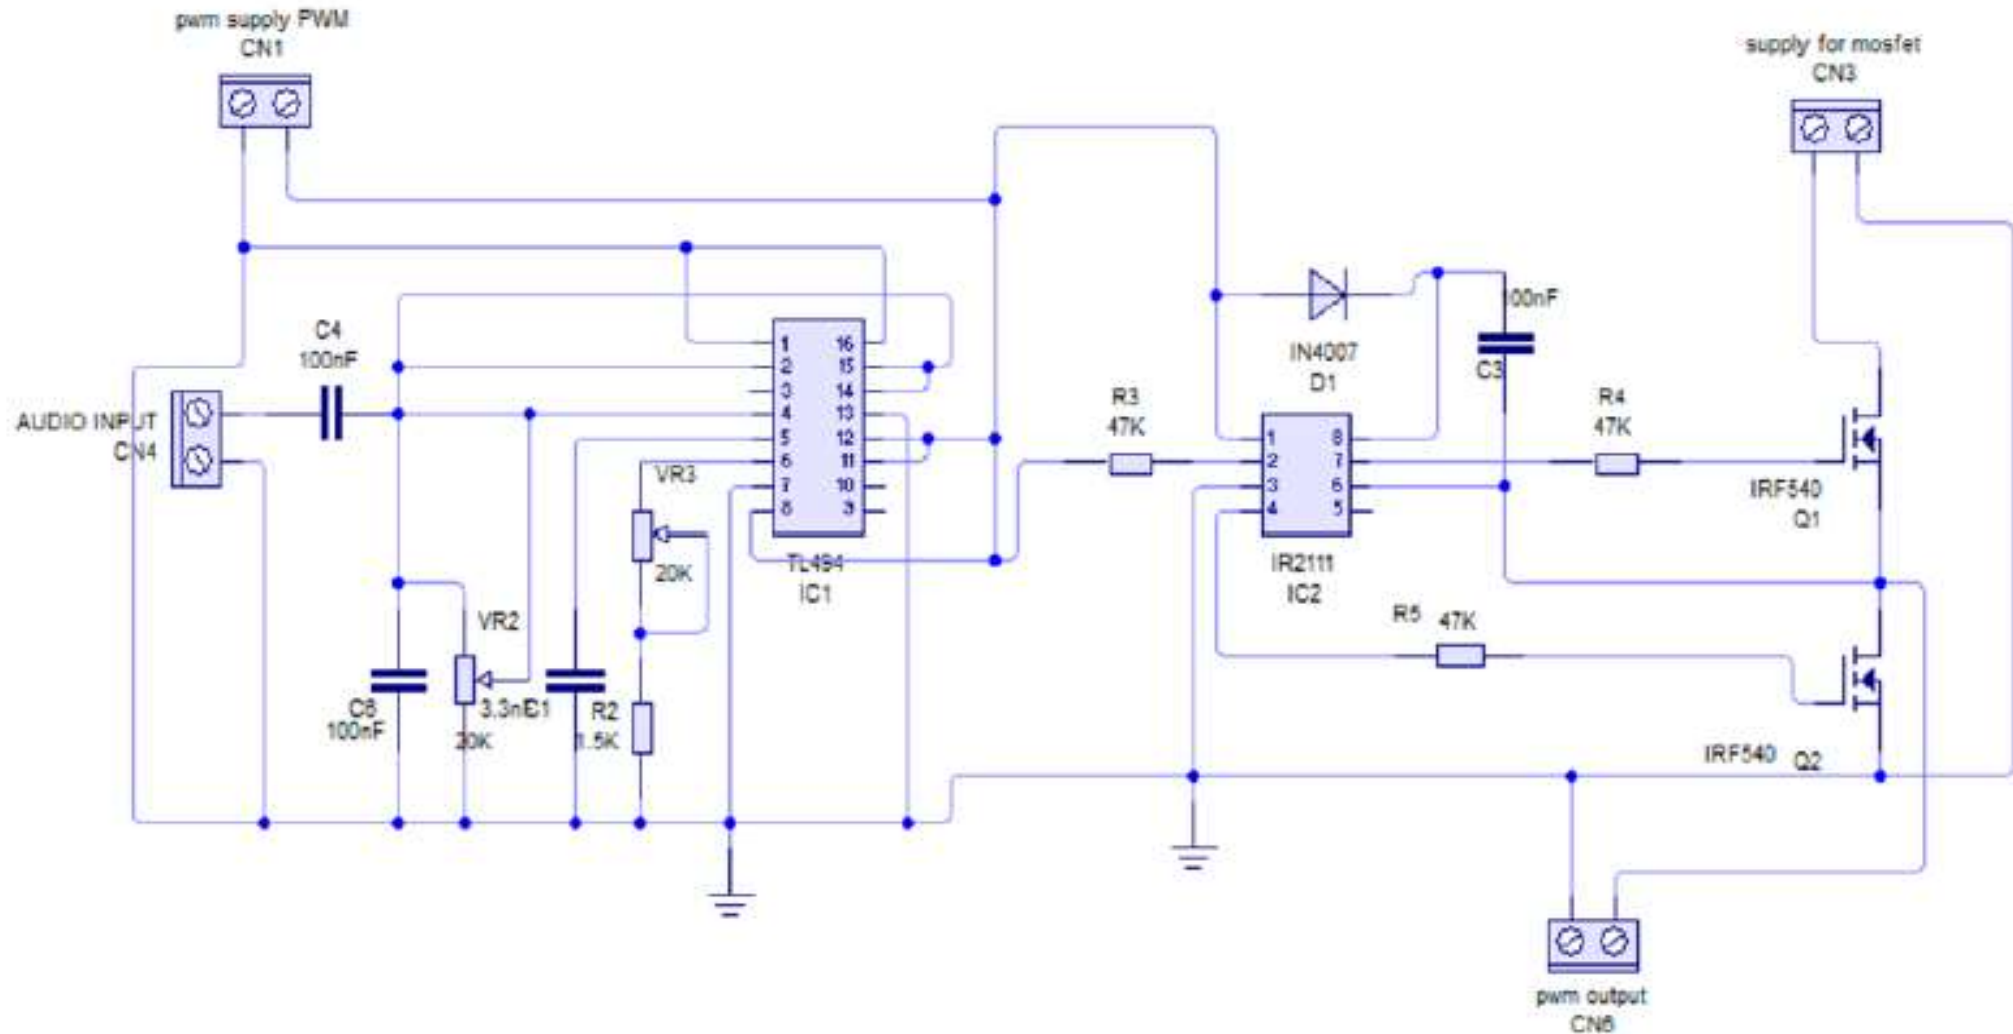 pwm supply PWM
CN1
supply for mosfet
CN3
C4
100nF
AUDIO INPUT
CN4
1
2
3
4
5
6
7
8
16
15
14
13
12
11
10
9
TL494
IC1
VR3
20K
VR2
20K
C6
100nF
3.3nF
C1
R2
1.5K
R3
47K
IN4007
D1
100nF
C3
1
2
3
4
8
7
6
5
IR2111
IC2
R4
47K
R5
47K
IRF540
Q1
IRF540
Q2
pwm output
CN6